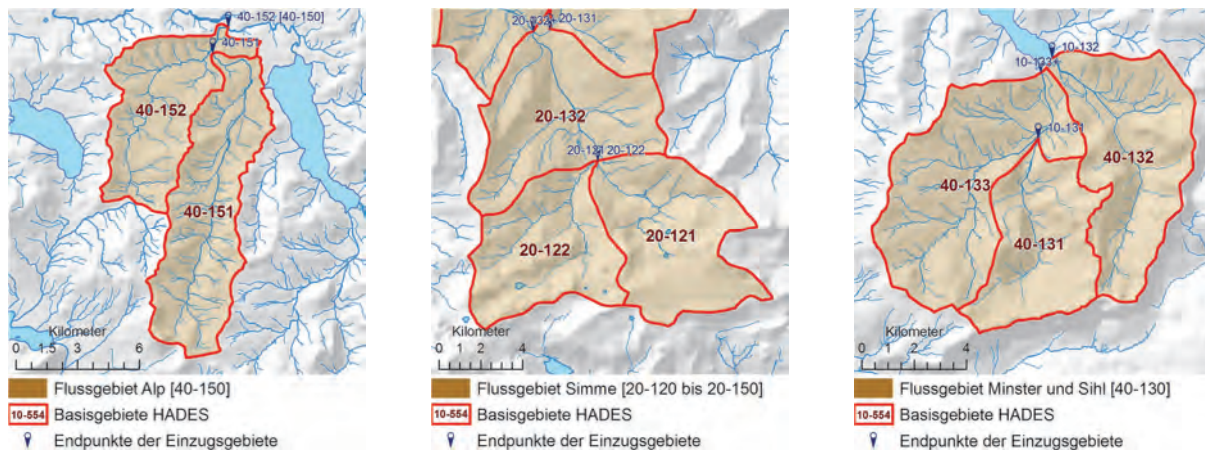 40-152 [40-150]
40-151
40-152
40-151
Kilometer
0 1.5 3 6
Flussgebiet Alp [40-150]
10-554 Basisgebiete HADES
Endpunkte der Einzugsgebiete
20-132 20-131
20-132
20-121 20-122
20-122
20-121
Kilometer
0 1 2 4
Flussgebiet Simme [20-120 bis 20-150]
10-554 Basisgebiete HADES
Endpunkte der Einzugsgebiete
10-132
10-133
10-131
40-132
40-133
40-131
Kilometer
0 1 2 4
Flussgebiet Minster und Sihl [40-130]
10-554 Basisgebiete HADES
Endpunkte der Einzugsgebiete